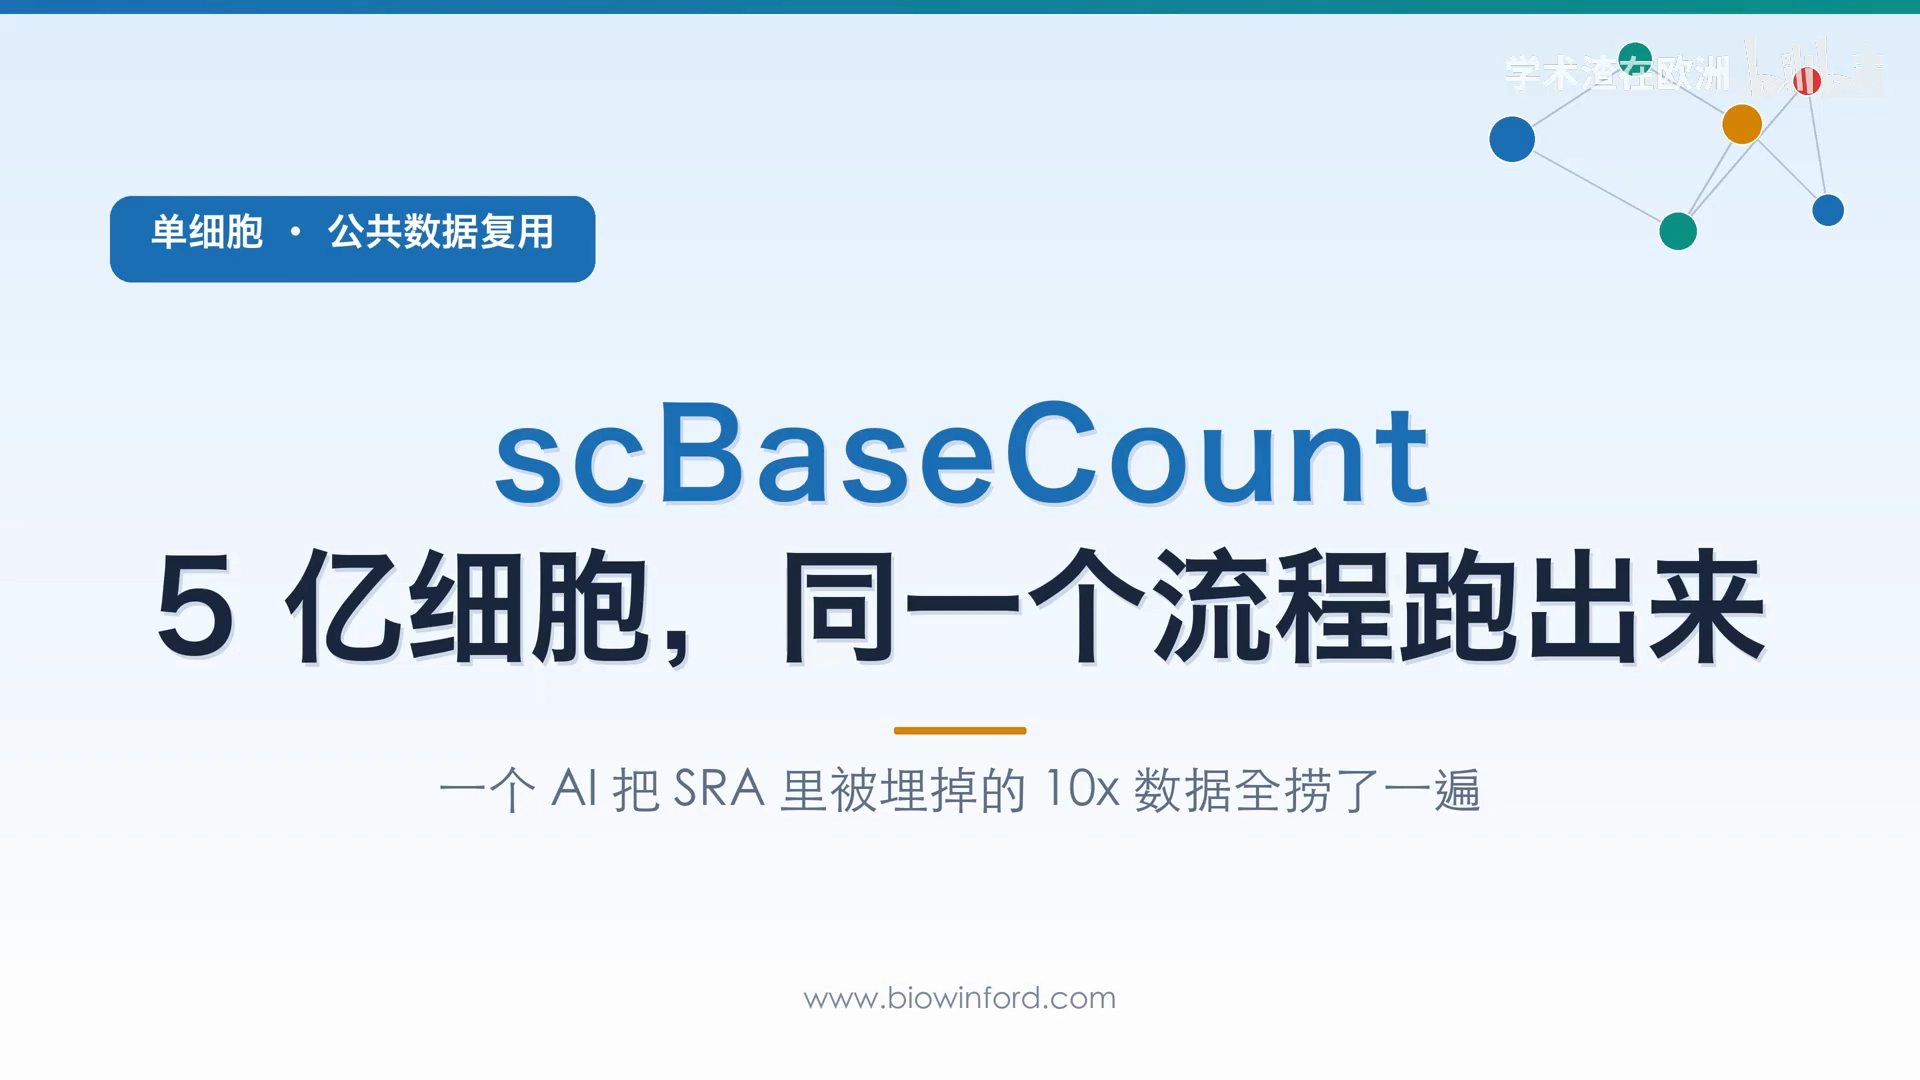 学术渣在欧洲 bilibili
单细胞 · 公共数据复用
scBaseCount
5 亿细胞，同一个流程跑出来
一个 AI 把 SRA 里被埋掉的 10x 数据全捞了一遍
www.biowinford.com